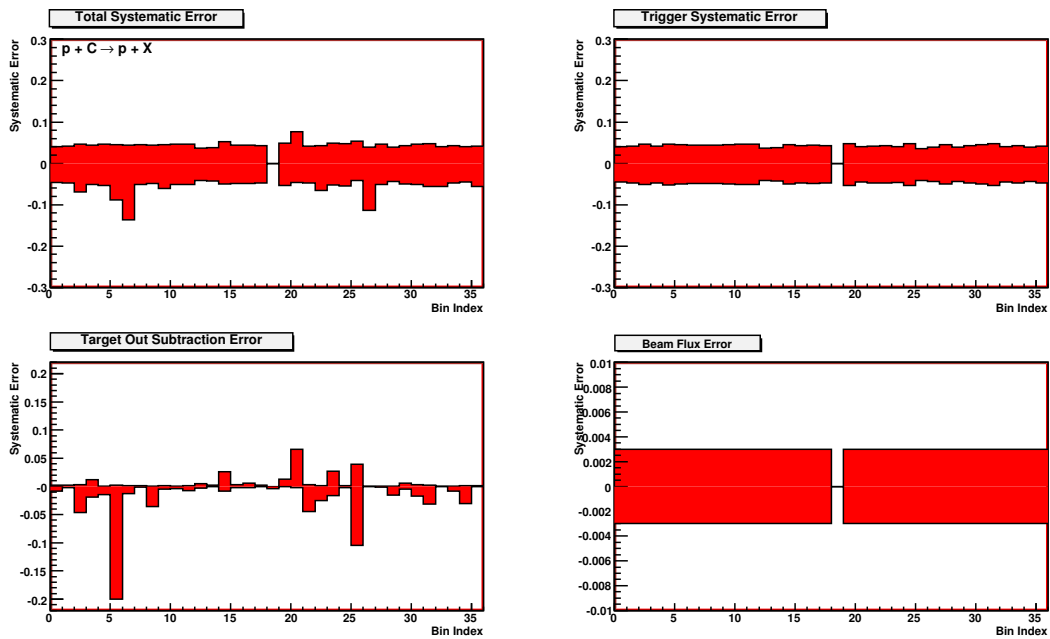 Total Systematic Error
p + C → p + X
Systematic Error
0.3
0.2
0.1
0
-0.1
-0.2
-0.3
0 5 10 15 20 25 30 35
Bin Index
Trigger Systematic Error
Systematic Error
0.3
0.2
0.1
0
-0.1
-0.2
-0.3
0 5 10 15 20 25 30 35
Bin Index
Target Out Subtraction Error
Systematic Error
0.2
0.15
0.1
0.05
-0
-0.05
-0.1
-0.15
-0.2
0 5 10 15 20 25 30 35
Bin Index
Beam Flux Error
Systematic Error
0.01
0.008
0.006
0.004
0.002
0
-0.002
-0.004
-0.006
-0.008
-0.01
0 5 10 15 20 25 30 35
Bin Index